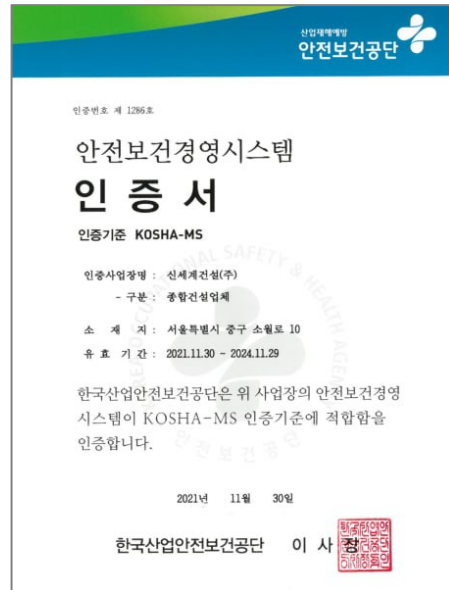 산업재해예방
안전보건공단
인증번호 제 1286호
안전보건경영시스템
인 증 서
인증기준 KOSHA-MS
인증사업장명 : 신세계건설(주)
- 구분 : 종합건설업체
소 재 지 : 서울특별시 중구 소월로 10
유 효 기 간 : 2021.11.30 - 2024.11.29
한국산업안전보건공단은 위 사업장의 안전보건경영
시스템이 KOSHA-MS 인증기준에 적합함을
인증합니다.
2021년 11월 30일
한국산업안전보건공단 이 사 장